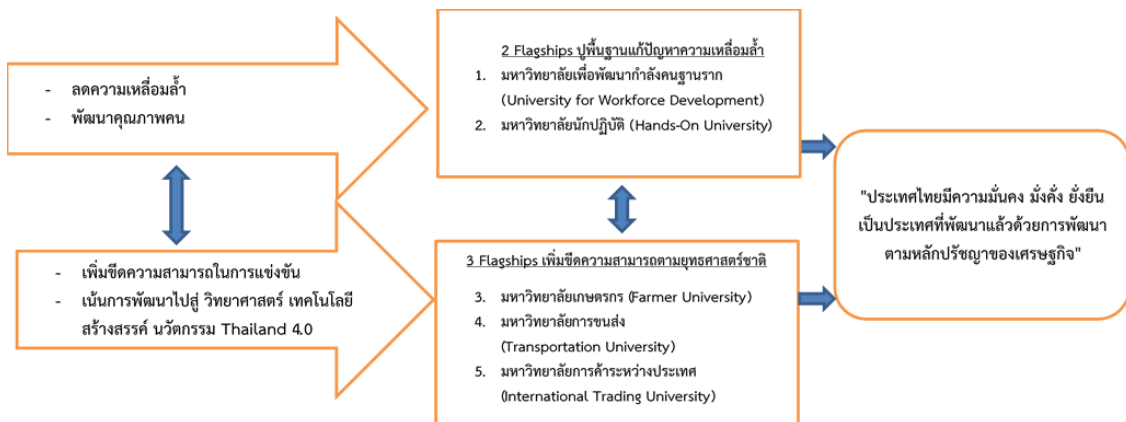 - ลดความเหลื่อมล้ำ
- พัฒนาคุณภาพคน
- เพิ่มขีดความสามารถในการแข่งขัน
- เน้นการพัฒนาไปสู่ วิทยาศาสตร์ เทคโนโลยี
สร้างสรรค์ นวัตกรรม Thailand 4.0
2 Flagships ปูพื้นฐานแก้ปัญหาความเหลื่อมล้ำ
1. มหาวิทยาลัยเพื่อพัฒนากำลังคนฐานราก
(University for Workforce Development)
2. มหาวิทยาลัยนักปฏิบัติ (Hands-On University)
3 Flagships เพิ่มขีดความสามารถตามยุทธศาสตร์ชาติ
3. มหาวิทยาลัยเกษตรกร (Farmer University)
4. มหาวิทยาลัยการขนส่ง
(Transportation University)
5. มหาวิทยาลัยการค้าระหว่างประเทศ
(International Trading University)
"ประเทศไทยมีความมั่นคง มั่งคั่ง ยั่งยืน
เป็นประเทศที่พัฒนาแล้วด้วยการพัฒนา
ตามหลักปรัชญาของเศรษฐกิจ"